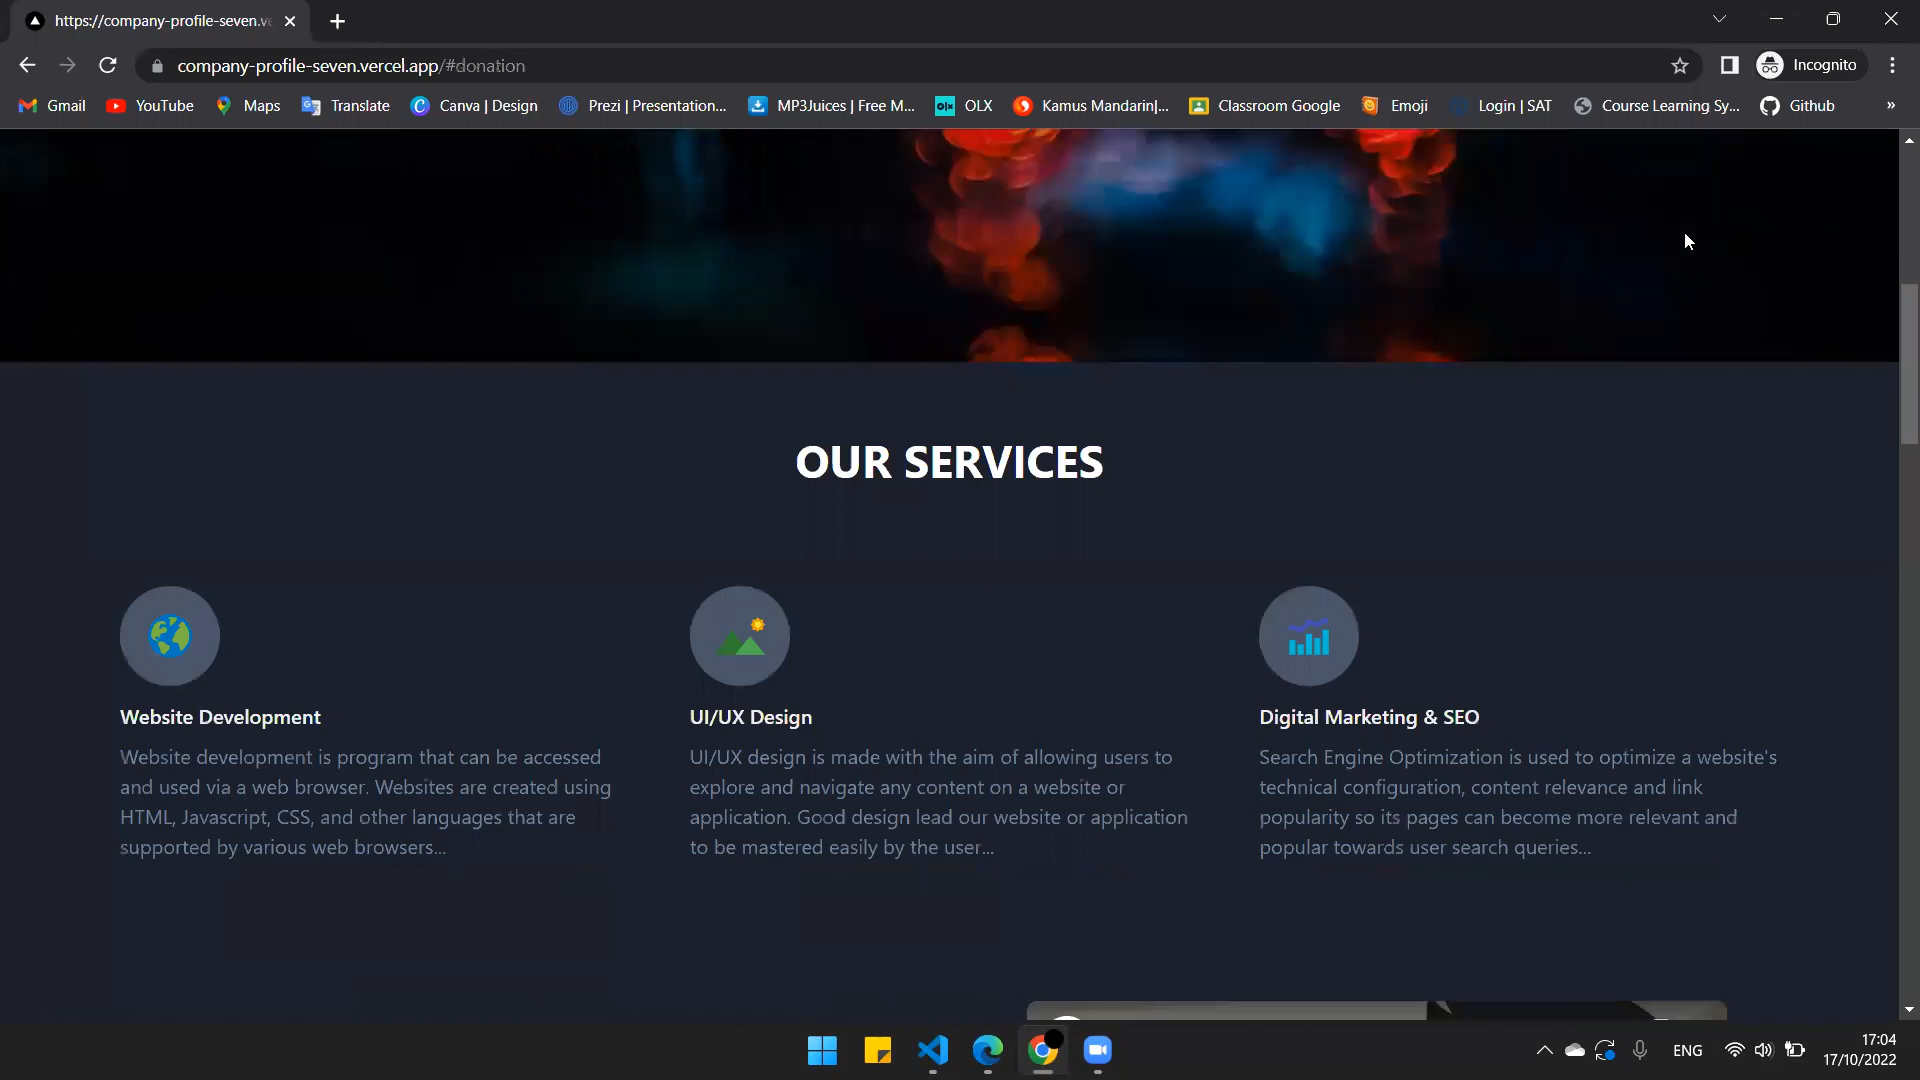 https://company-profile-seven.ve
company-profile-seven.vercel.app/#donation
Incognito
Gmail
YouTube
Maps
Translate
Canva | Design
Prezi | Presentation...
MP3Juices | Free M...
OLX
Kamus Mandarin|...
Classroom Google
Emoji
Login | SAT
Course Learning Sy...
Github
»
OUR SERVICES
Website Development
Website development is program that can be accessed
and used via a web browser. Websites are created using
HTML, Javascript, CSS, and other languages that are
supported by various web browsers...
UI/UX Design
UI/UX design is made with the aim of allowing users to
explore and navigate any content on a website or
application. Good design lead our website or application
to be mastered easily by the user...
Digital Marketing & SEO
Search Engine Optimization is used to optimize a website's
technical configuration, content relevance and link
popularity so its pages can become more relevant and
popular towards user search queries...
ENG
17:04
17/10/2022